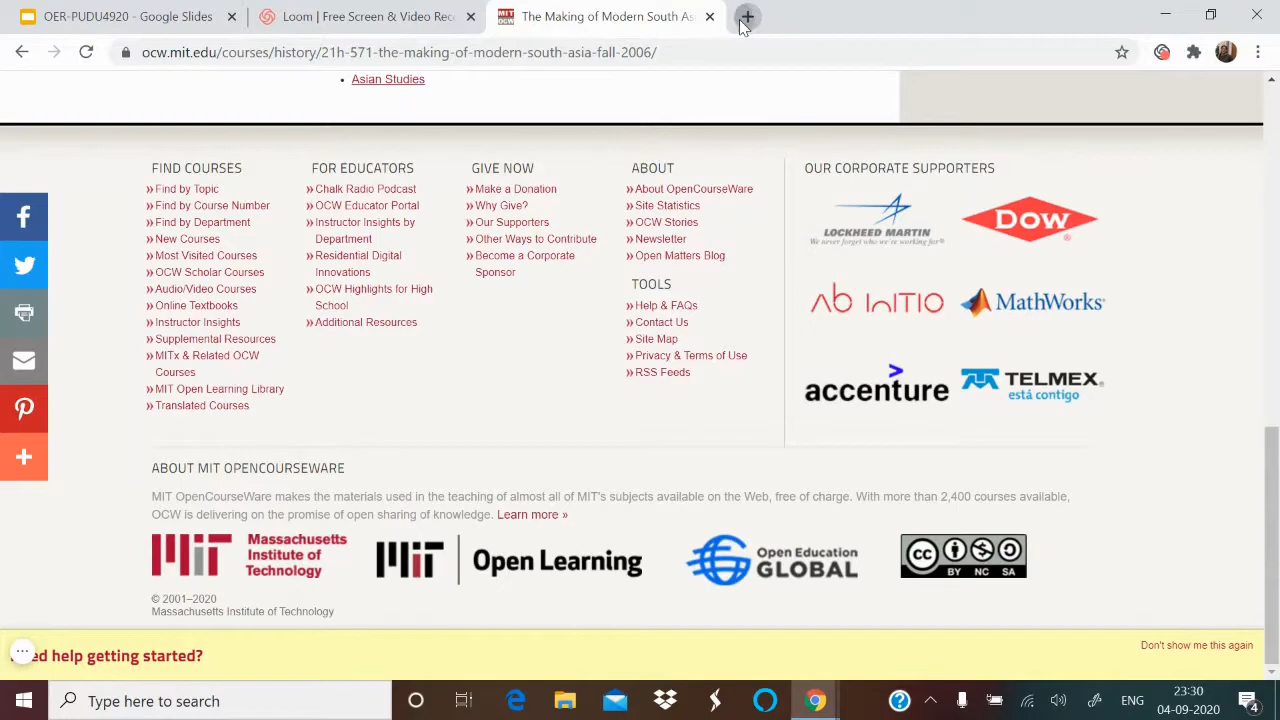 OER-PUDU4920 - Google Slides
Loom | Free Screen & Video Rec
The Making of Modern South As
ocw.mit.edu/courses/history/21h-571-the-making-of-modern-south-asia-fall-2006/
Asian Studies
FIND COURSES
Find by Topic
Find by Course Number
Find by Department
New Courses
Most Visited Courses
OCW Scholar Courses
Audio/Video Courses
Online Textbooks
Instructor Insights
Supplemental Resources
MITx & Related OCW
Courses
MIT Open Learning Library
Translated Courses
FOR EDUCATORS
Chalk Radio Podcast
OCW Educator Portal
Instructor Insights by
Department
Residential Digital
Innovations
OCW Highlights for High
School
Additional Resources
GIVE NOW
Make a Donation
Why Give?
Our Supporters
Other Ways to Contribute
Become a Corporate
Sponsor
ABOUT
About OpenCourseWare
Site Statistics
OCW Stories
Newsletter
Open Matters Blog
TOOLS
Help & FAQs
Contact Us
Site Map
Privacy & Terms of Use
RSS Feeds
OUR CORPORATE SUPPORTERS
LOCKHEED MARTIN
We never forget who we're working for®
DOW
Ab INITIO
MathWorks®
accenture
TELMEX®
está contigo
ABOUT MIT OPENCOURSEWARE
MIT OpenCourseWare makes the materials used in the teaching of almost all of MIT's subjects available on the Web, free of charge. With more than 2,400 courses available,
OCW is delivering on the promise of open sharing of knowledge. Learn more »
MIT Massachusetts
Institute of
Technology
MIT Open Learning
Open Education
GLOBAL
CC BY NC SA
© 2001–2020
Massachusetts Institute of Technology
help getting started?
Don't show me this again
Type here to search
ENG
23:30
04-09-2020
4